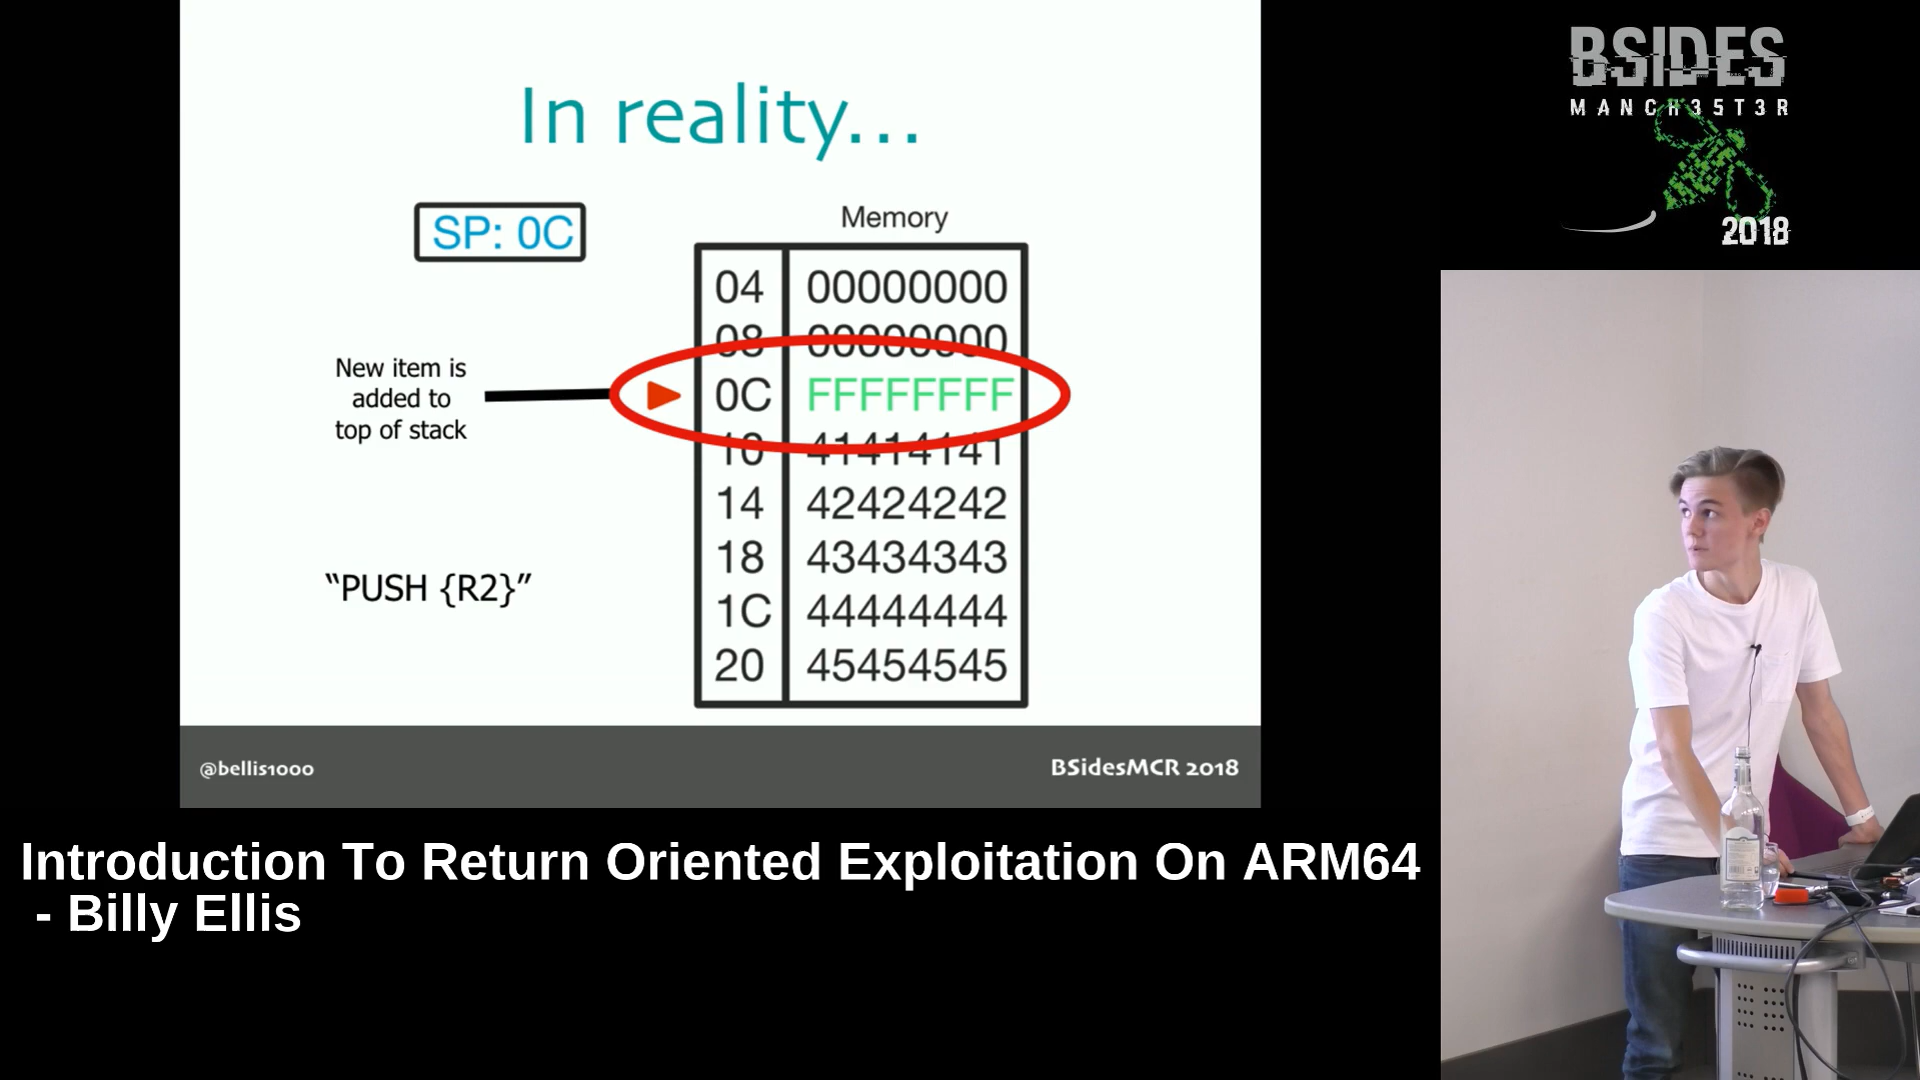 In reality...
SP: 0C
Memory
04 00000000
08 00000000
0C FFFFFFFF
10 41414141
14 42424242
18 43434343
1C 44444444
20 45454545
New item is
added to
top of stack
“PUSH {R2}”
@bellis1000
BSidesMCR 2018
BSIDES
MANCH35T3R
2018
Introduction To Return Oriented Exploitation On ARM64
- Billy Ellis